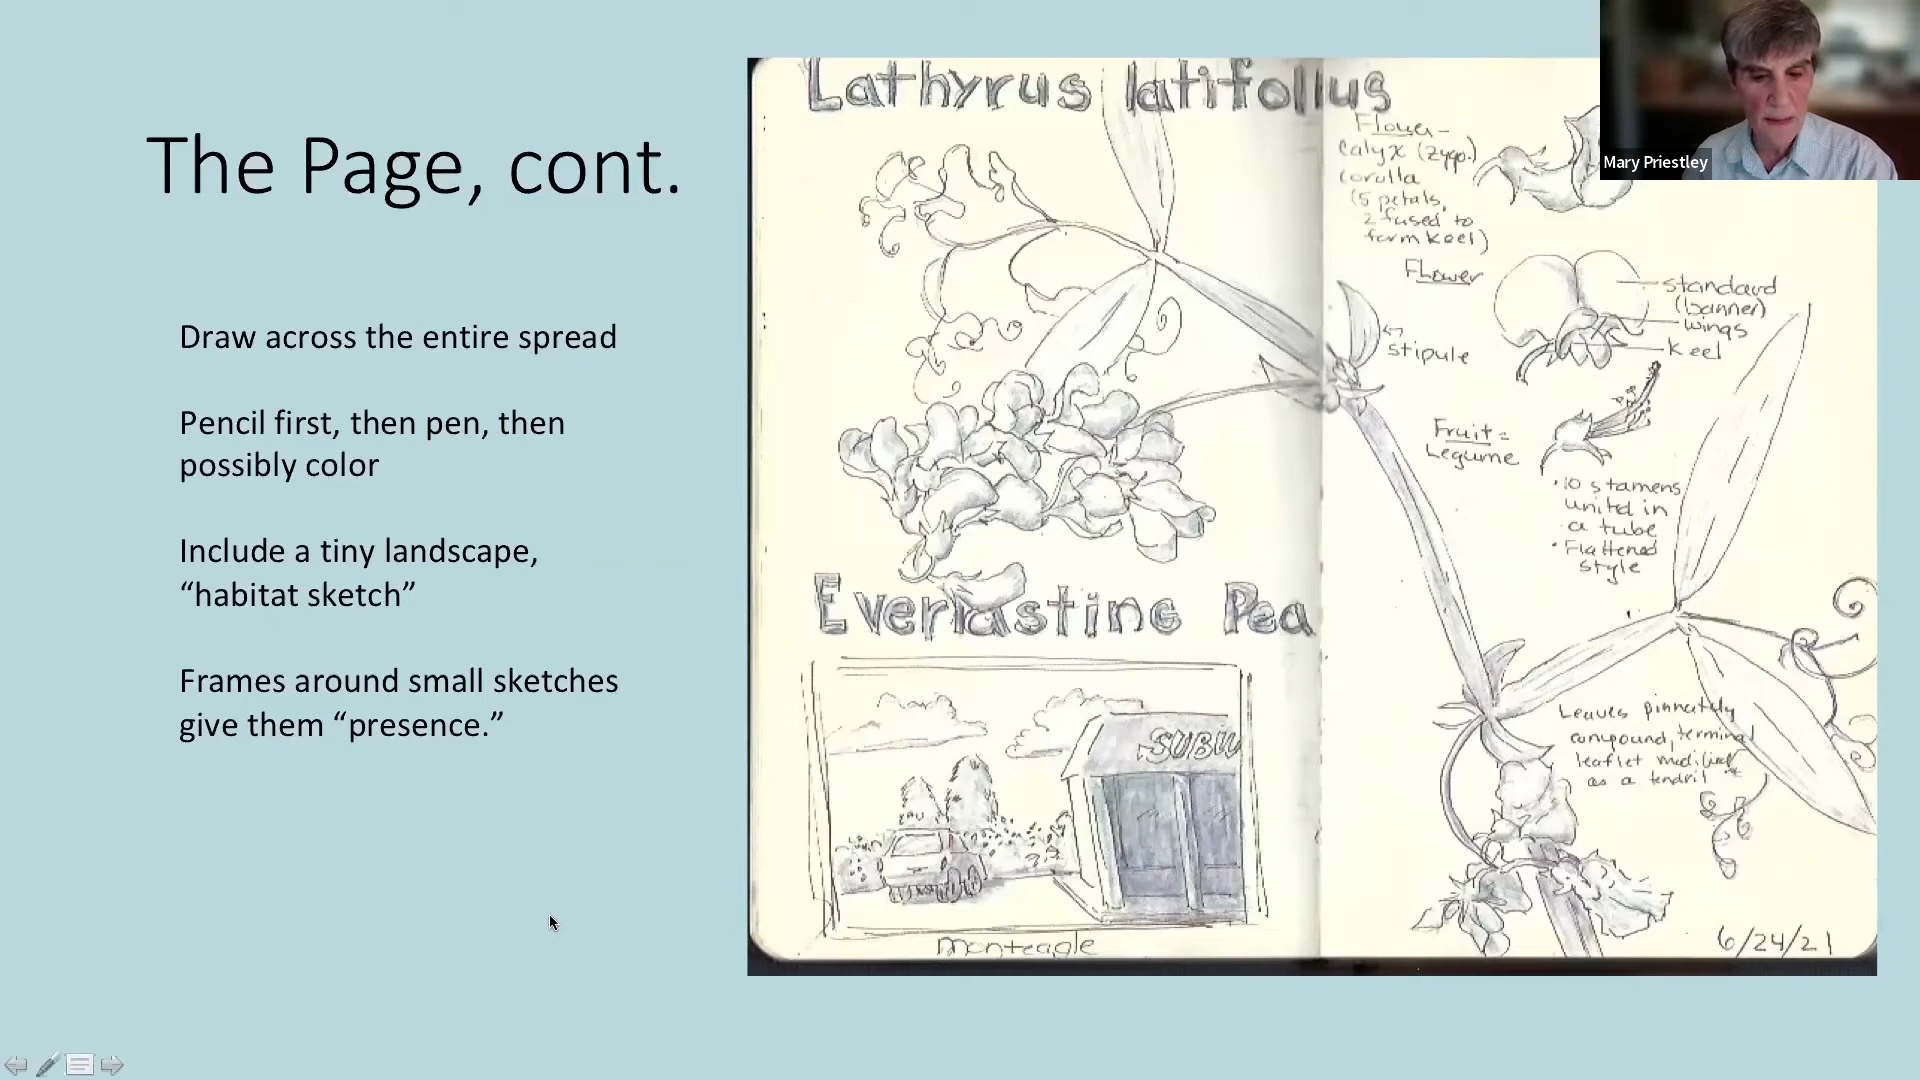 The Page, cont.
Draw across the entire spread
Pencil first, then pen, then
possibly color
Include a tiny landscape,
“habitat sketch”
Frames around small sketches
give them “presence.”
Lathyrus latifolius
Flower -
calyx (zygo.)
corolla
(5 petals,
2 fused to
form keel)
Flower
standard
(banner)
wings
keel
stipule
Fruit =
Legume
• 10 stamens
united in
a tube
• Flattened
style
Everlasting Pea
SUBW
Leaves pinnately
compound, terminal
leaflet modified
as a tendril
monteagle
6/24/21
Mary Priestley